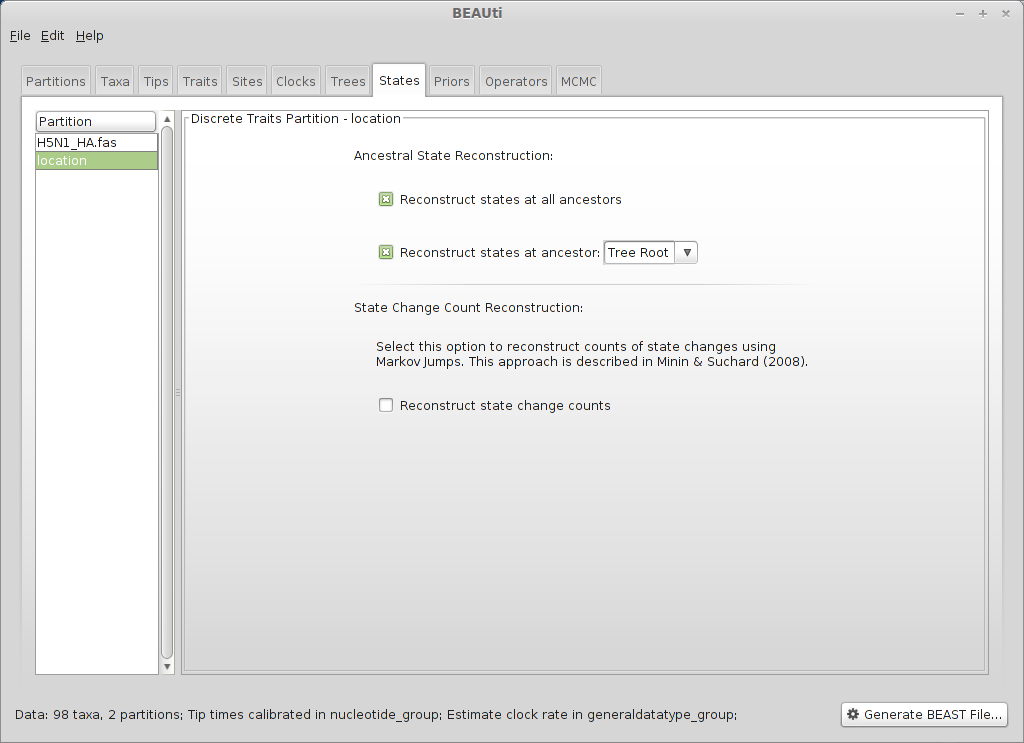 BEAUti
File Edit Help
Partitions Taxa Tips Traits Sites Clocks Trees States Priors Operators MCMC
Partition
H5N1_HA.fas
location
Discrete Traits Partition - location
Ancestral State Reconstruction:
Reconstruct states at all ancestors
Reconstruct states at ancestor: Tree Root
State Change Count Reconstruction:
Select this option to reconstruct counts of state changes using
Markov Jumps. This approach is described in Minin & Suchard (2008).
Reconstruct state change counts
Data: 98 taxa, 2 partitions; Tip times calibrated in nucleotide_group; Estimate clock rate in generaldatatype_group;
Generate BEAST File...